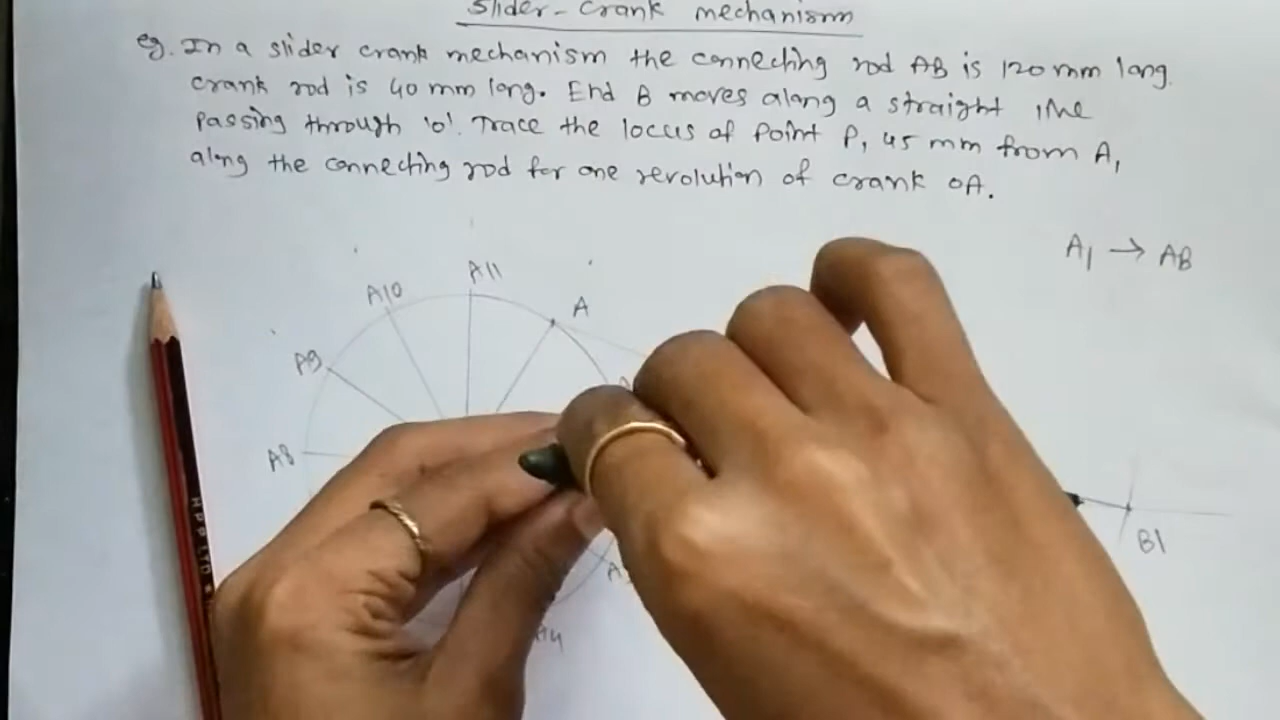 Slider-Crank mechanism
eg. In a slider crank mechanism the connecting rod AB is 120 mm long.
crank rod is 40 mm long. End B moves along a straight line
passing through 'o'. Trace the locus of point P, 45 mm from A,
along the connecting rod for one revolution of crank OA.
A1 → AB
A11
A10
A
A9
A8
B1
A4
HPPLTD